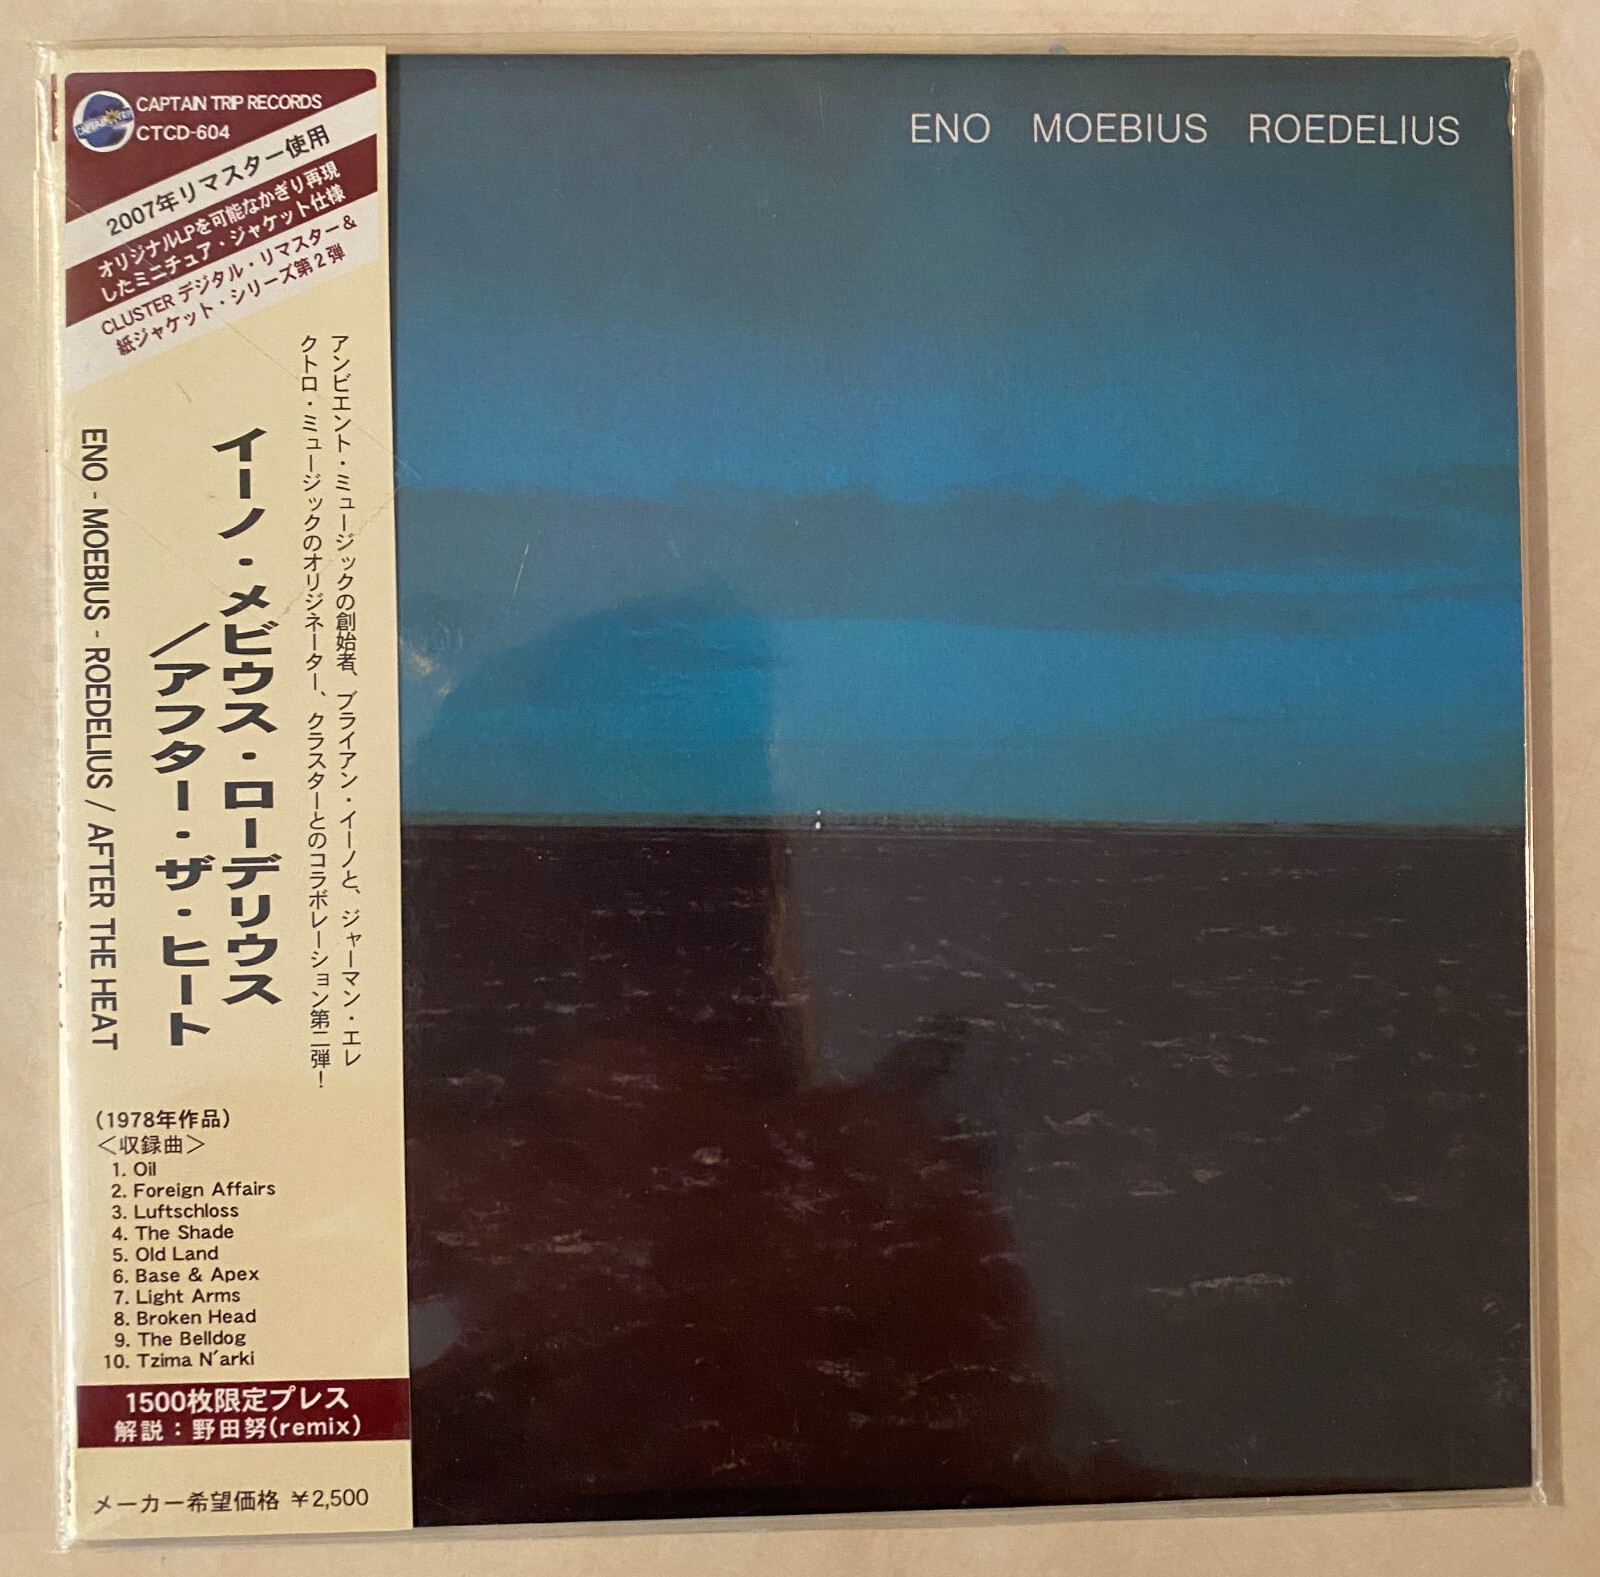 CAPTAIN TRIP RECORDS
CTCD-604
2007年リマスター使用
オリジナルLPを可能なかぎり再現
したミニチュア・ジャケット仕様
CLUSTER デジタル・リマスター&
紙ジャケット・シリーズ第2弾
アンビエント・ミュージックの創始者、ブライアン・イーノと、ジャーマン・エレ
クトロ・ミュージックのオリジネーター、クラスターとのコラボレーション第二弾!
イーノ・メビウス・ローデリウス
/アフター・ザ・ヒート
ENO - MOEBIUS - ROEDELIUS / AFTER THE HEAT
(1978年作品)
<収録曲>
1. Oil
2. Foreign Affairs
3. Luftschloss
4. The Shade
5. Old Land
6. Base & Apex
7. Light Arms
8. Broken Head
9. The Belldog
10. Tzima N'arki
1500枚限定プレス
解説:野田努(remix)
メーカー希望価格 ¥2,500
ENO MOEBIUS ROEDELIUS